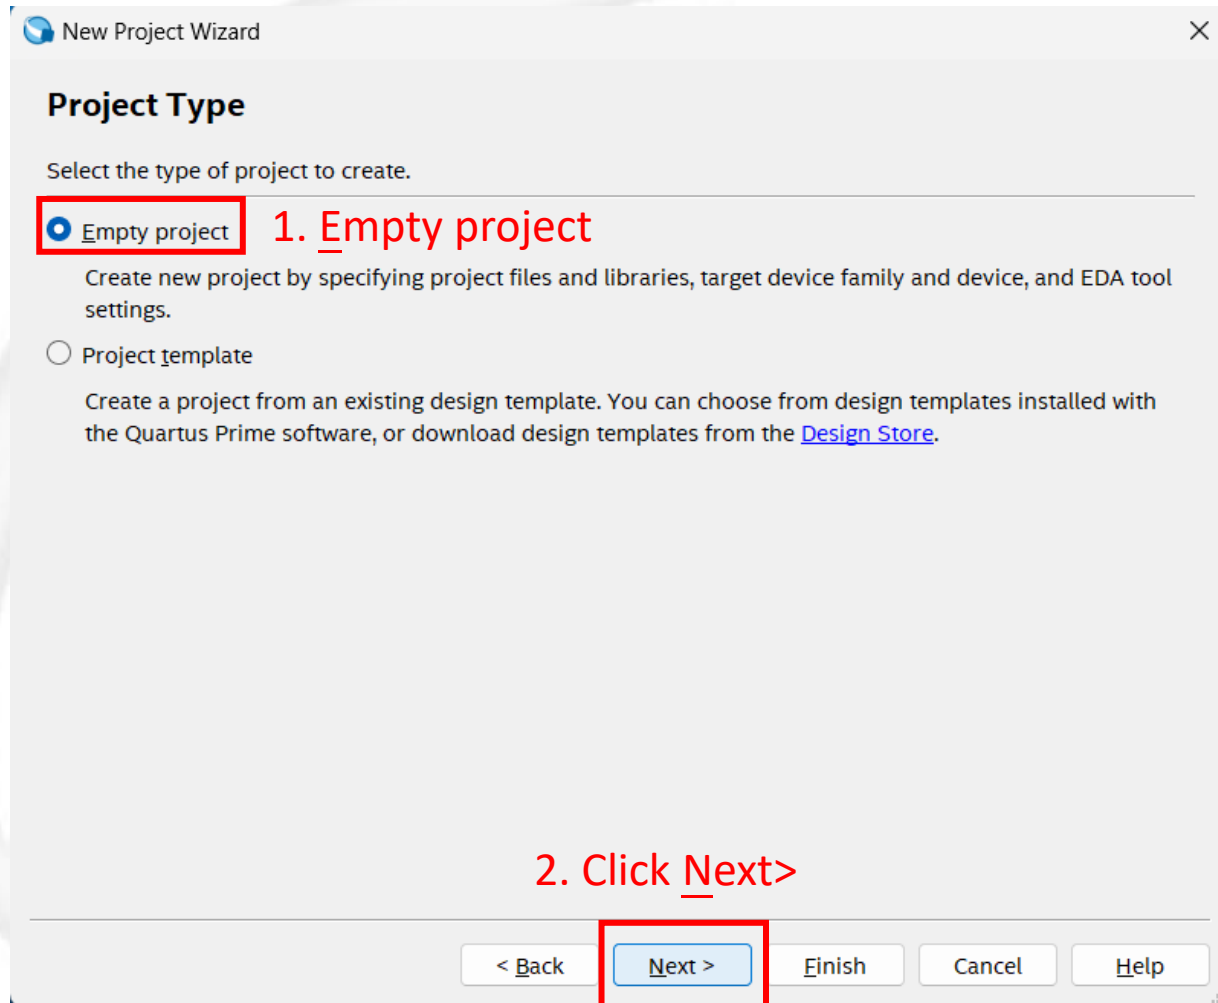 New Project Wizard
Project Type
Select the type of project to create.
Empty project
1. Empty project
Create new project by specifying project files and libraries, target device family and device, and EDA tool
settings.
Project template
Create a project from an existing design template. You can choose from design templates installed with
the Quartus Prime software, or download design templates from the Design Store.
2. Click Next>
< Back
Next >
Finish
Cancel
Help